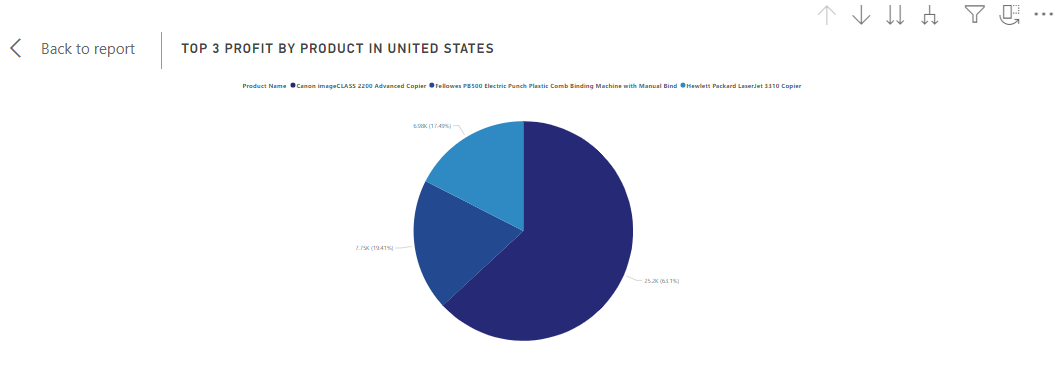 Back to report
TOP 3 PROFIT BY PRODUCT IN UNITED STATES
Product Name Canon imageCLASS 2200 Advanced Copier Fellowes PB500 Electric Punch Plastic Comb Binding Machine with Manual Bind Hewlett Packard LaserJet 3310 Copier
6.98K (17.49%)
7.75K (19.41%)
25.2K (63.1%)